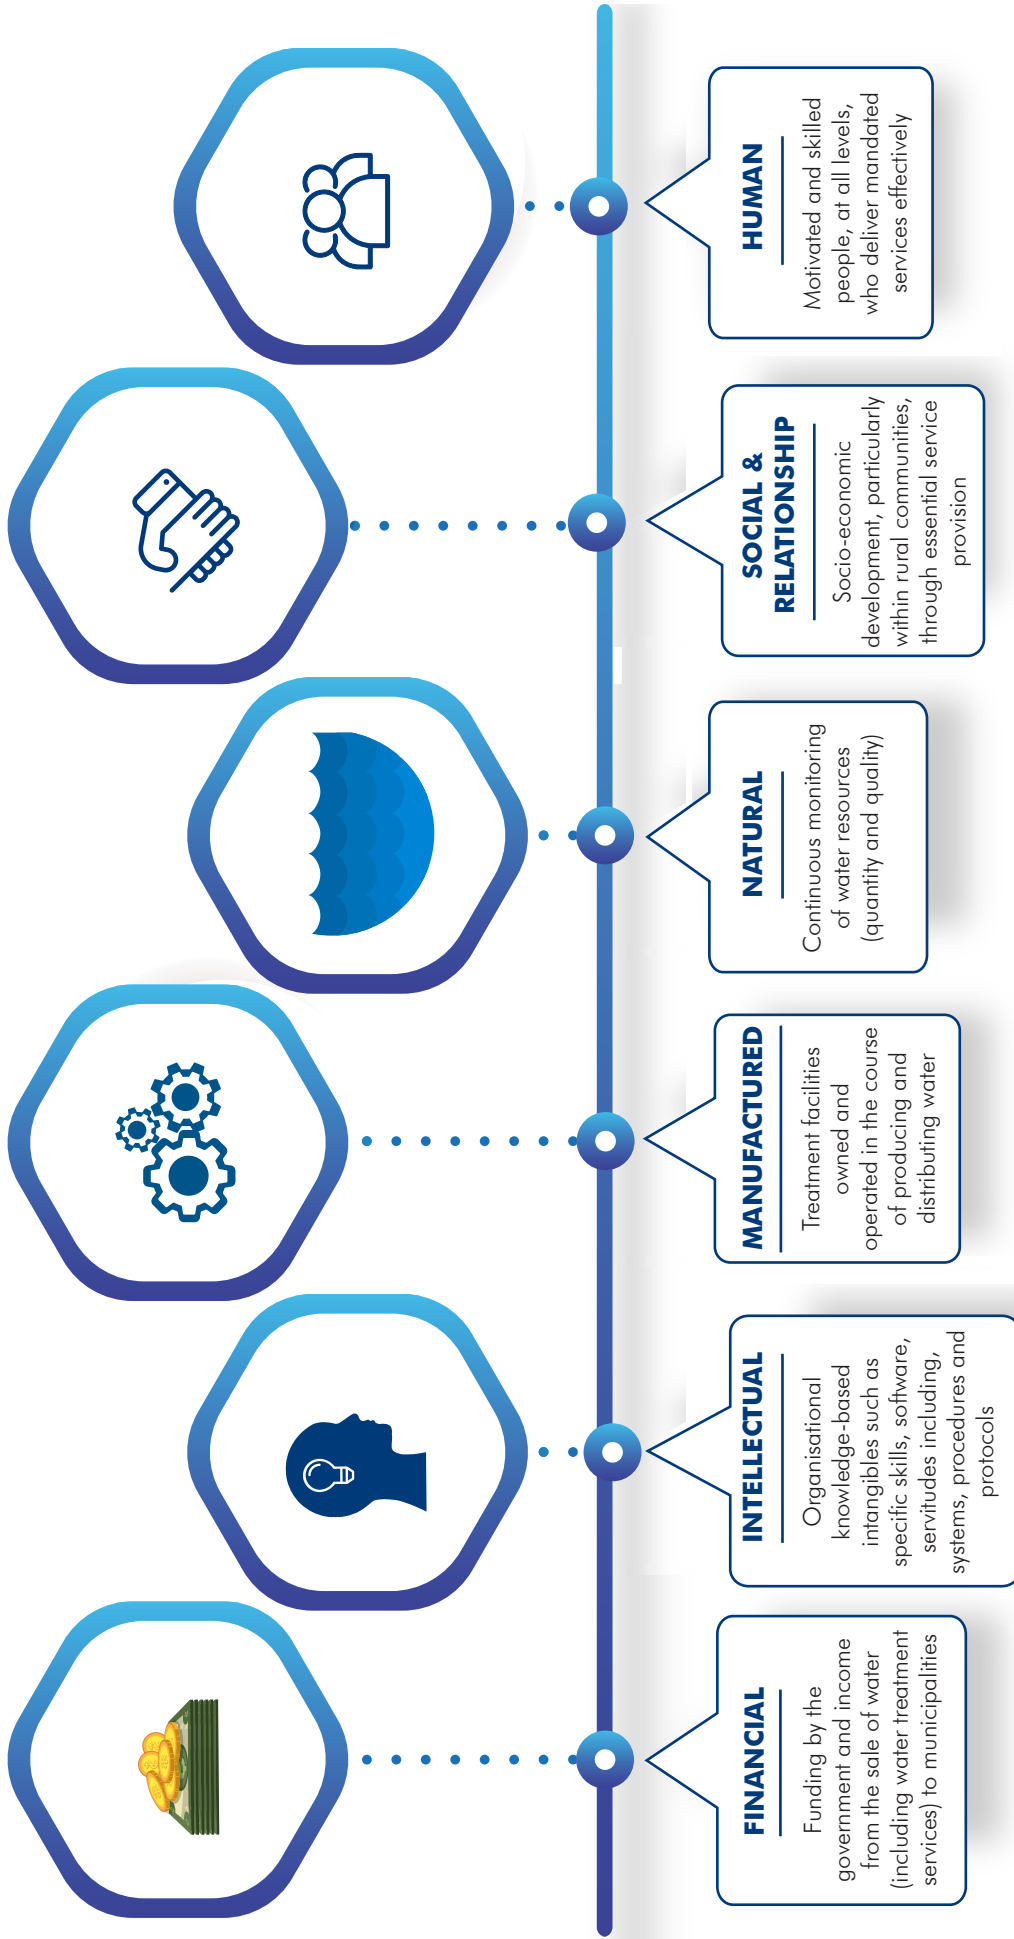 FINANCIAL
Funding by the
government and income
from the sale of water
(including water treatment
services) to municipalities
INTELLECTUAL
Organisational
knowledge-based
intangibles such as
specific skills, software,
servitudes including,
systems, procedures and
protocols
MANUFACTURED
Treatment facilities
owned and
operated in the course
of producing and
distributing water
NATURAL
Continuous monitoring
of water resources
(quantity and quality)
SOCIAL &
RELATIONSHIP
Socio-economic
development, particularly
within rural communities,
through essential service
provision
HUMAN
Motivated and skilled
people, at all levels,
who deliver mandated
services effectively